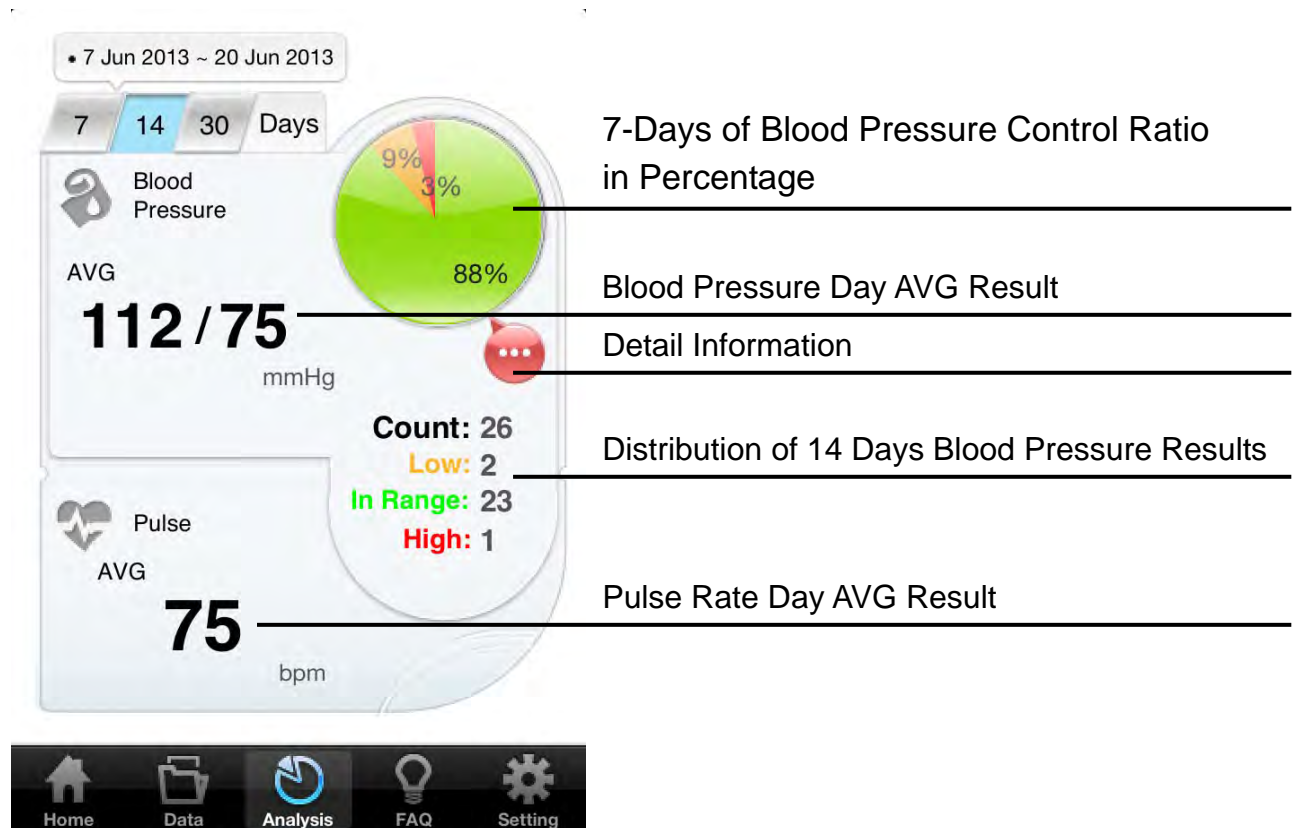 • 7 Jun 2013 ~ 20 Jun 2013
7 14 30 Days
Blood
Pressure
AVG
112 / 75
mmHg
9%
3%
88%
Count: 26
Low: 2
In Range: 23
High: 1
Pulse
AVG
75
bpm
Home Data Analysis FAQ Setting
7-Days of Blood Pressure Control Ratio
in Percentage
Blood Pressure Day AVG Result
Detail Information
Distribution of 14 Days Blood Pressure Results
Pulse Rate Day AVG Result